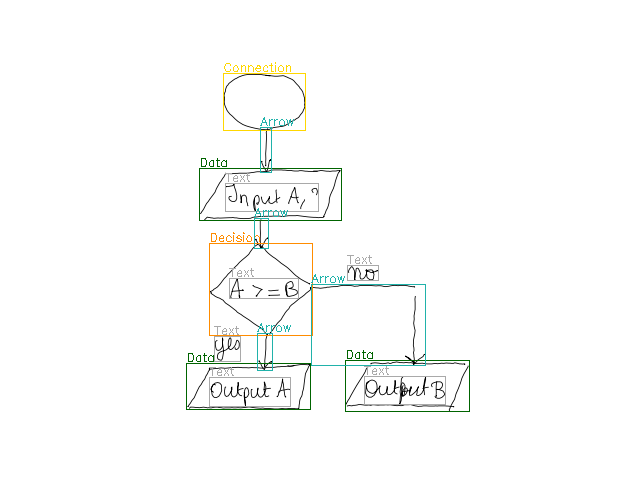 Connection
Arrow
Data
Text
Input A, ?
Arrow
Decision
Text
A >= B
Text
no
Arrow
Text
yes
Arrow
Data
Text
Output A
Data
Text
Output B